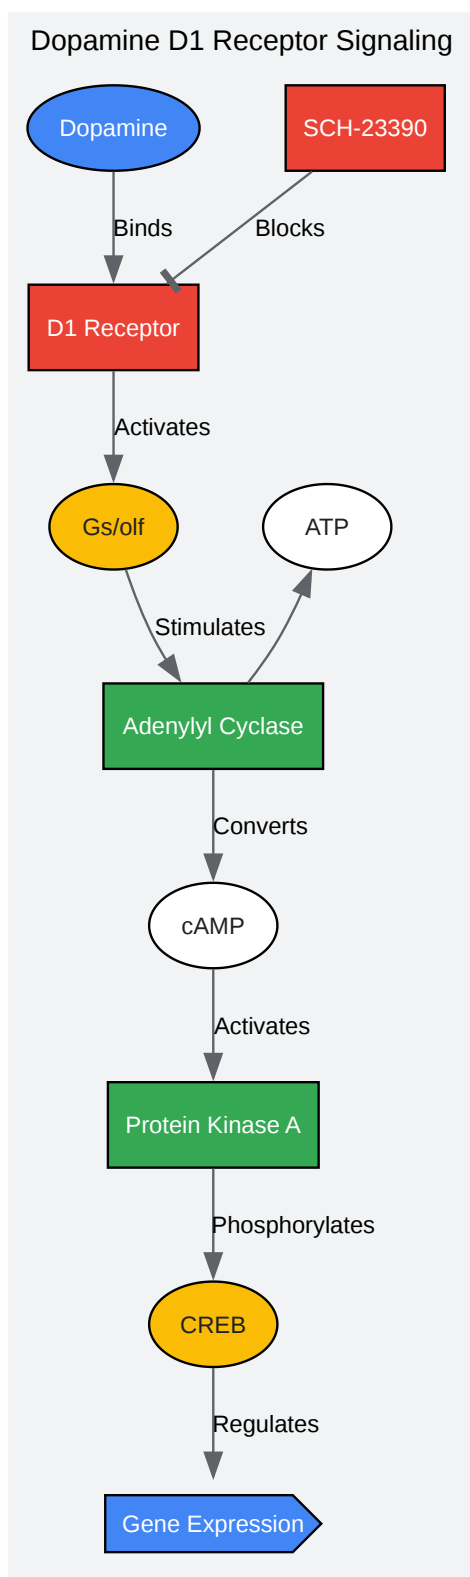 Dopamine D1 Receptor Signaling
Dopamine
SCH-23390
Binds
Blocks
D1 Receptor
Activates
Gs/olf
ATP
Stimulates
Adenylyl Cyclase
Converts
cAMP
Activates
Protein Kinase A
Phosphorylates
CREB
Regulates
Gene Expression